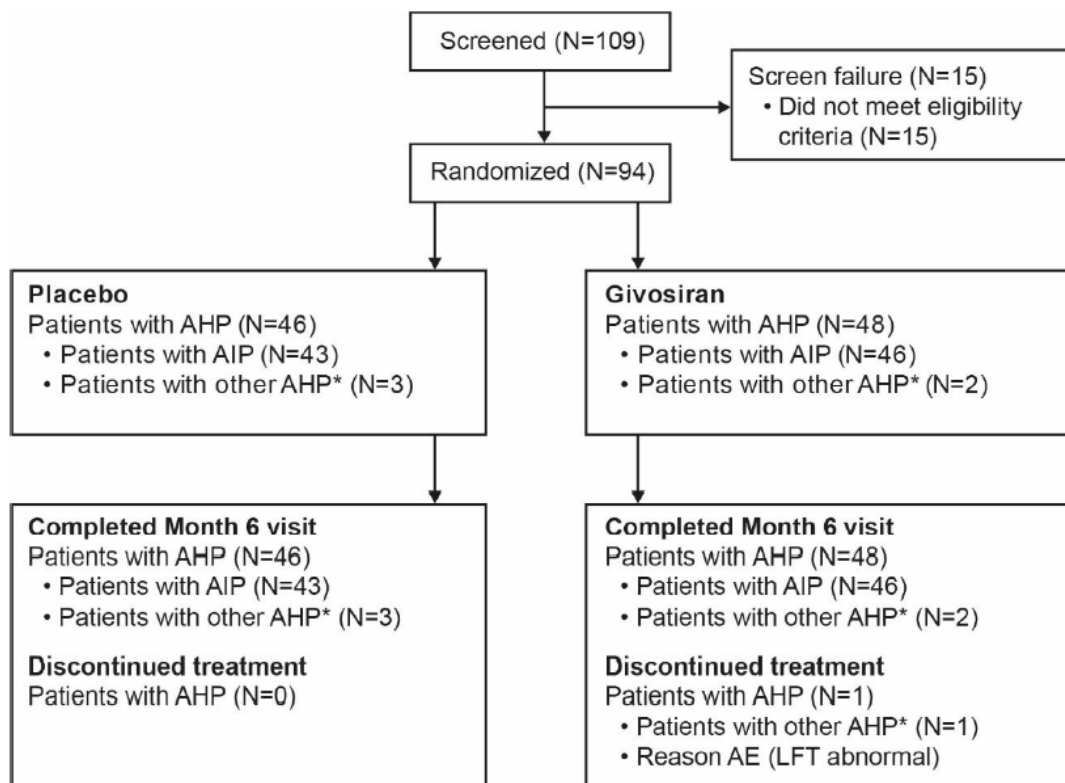 Screened (N=109)
Screen failure (N=15)
• Did not meet eligibility
criteria (N=15)
Randomized (N=94)
Placebo
Patients with AHP (N=46)
• Patients with AIP (N=43)
• Patients with other AHP* (N=3)
Givosiran
Patients with AHP (N=48)
• Patients with AIP (N=46)
• Patients with other AHP* (N=2)
Completed Month 6 visit
Patients with AHP (N=46)
• Patients with AIP (N=43)
• Patients with other AHP* (N=3)
Discontinued treatment
Patients with AHP (N=0)
Completed Month 6 visit
Patients with AHP (N=48)
• Patients with AIP (N=46)
• Patients with other AHP* (N=2)
Discontinued treatment
Patients with AHP (N=1)
• Patients with other AHP* (N=1)
• Reason AE (LFT abnormal)